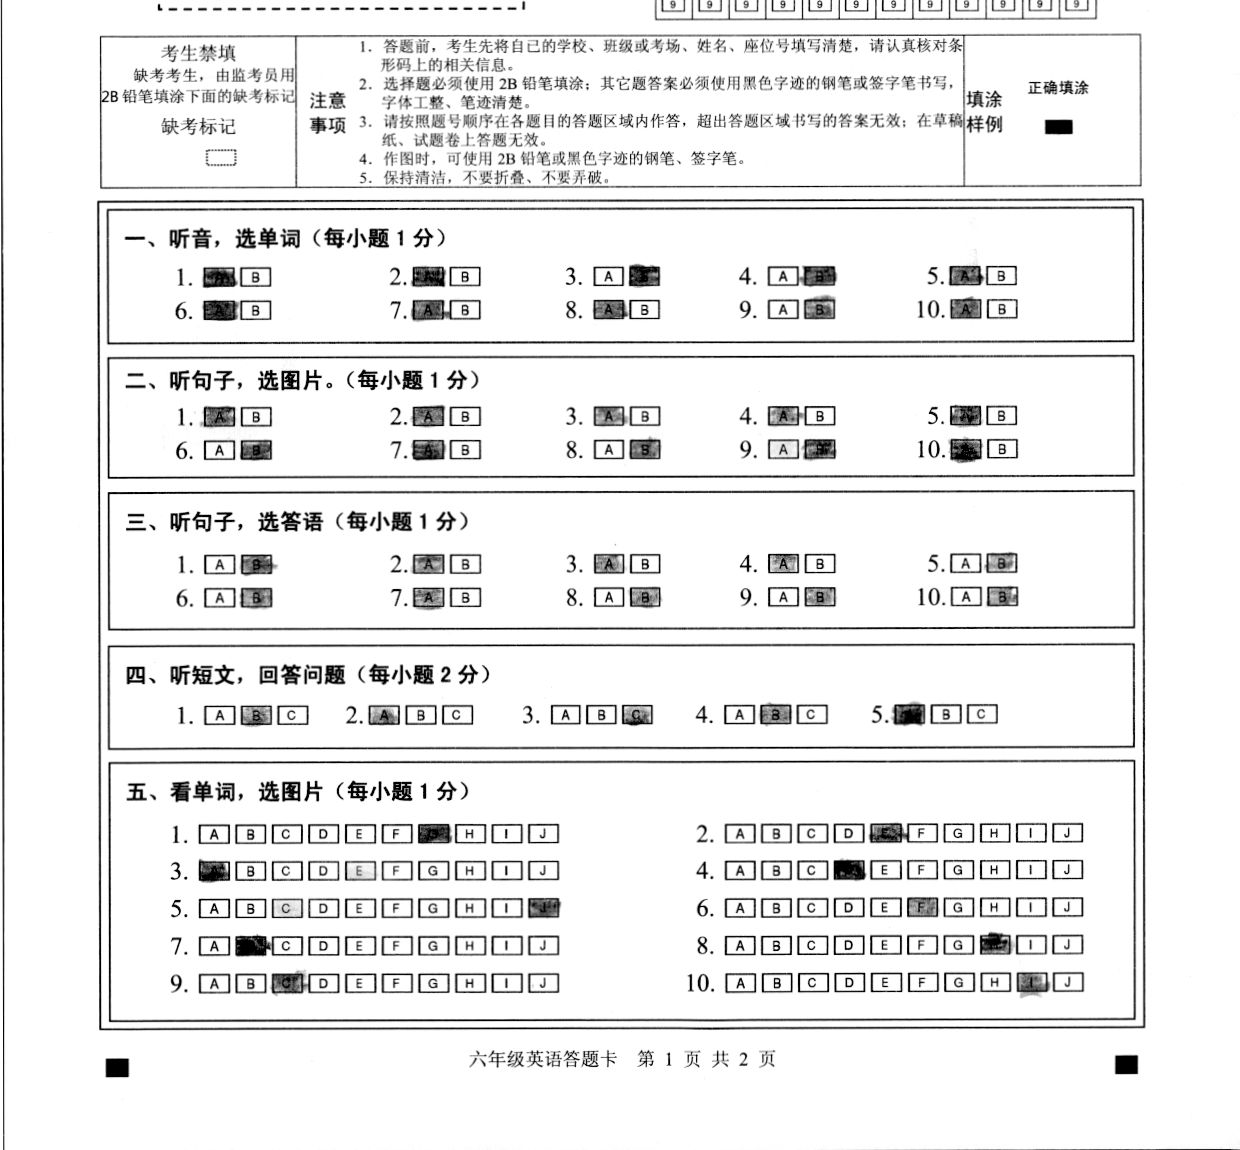 9 9 9 9 9 9 9 9 9 9 9 9
考生禁填
缺考考生，由监考员用
2B 铅笔填涂下面的缺考标记
缺考标记
注意
事项
1. 答题前，考生先将自己的学校、班级或考场、姓名、座位号填写清楚，请认真核对条
形码上的相关信息。
2. 选择题必须使用 2B 铅笔填涂；其它题答案必须使用黑色字迹的钢笔或签字笔书写，
字体工整、笔迹清楚。
3. 请按照题号顺序在各题目的答题区域内作答，超出答题区域书写的答案无效；在草稿
纸、试题卷上答题无效。
4. 作图时，可使用 2B 铅笔或黑色字迹的钢笔、签字笔。
5. 保持清洁，不要折叠、不要弄破。
填涂
样例
正确填涂
一、听音，选单词（每小题 1 分）
1. A B 2. A B 3. A B 4. A B 5. A B
6. A B 7. A B 8. A B 9. A B 10. A B
二、听句子，选图片。（每小题 1 分）
1. A B 2. A B 3. A B 4. A B 5. A B
6. A B 7. A B 8. A B 9. A B 10. A B
三、听句子，选答语（每小题 1 分）
1. A B 2. A B 3. A B 4. A B 5. A B
6. A B 7. A B 8. A B 9. A B 10. A B
四、听短文，回答问题（每小题 2 分）
1. A B C 2. A B C 3. A B C 4. A B C 5. B C
五、看单词，选图片（每小题 1 分）
1. A B C D E F H I J 2. A B C D E F G H I J
3. B C D E F G H I J 4. A B C E F G H I J
5. A B C D E F G H I J 6. A B C D E F G H I J
7. A C D E F G H I J 8. A B C D E F G I J
9. A B C D E F G H I J 10. A B C D E F G H I J
六年级英语答题卡 第 1 页 共 2 页